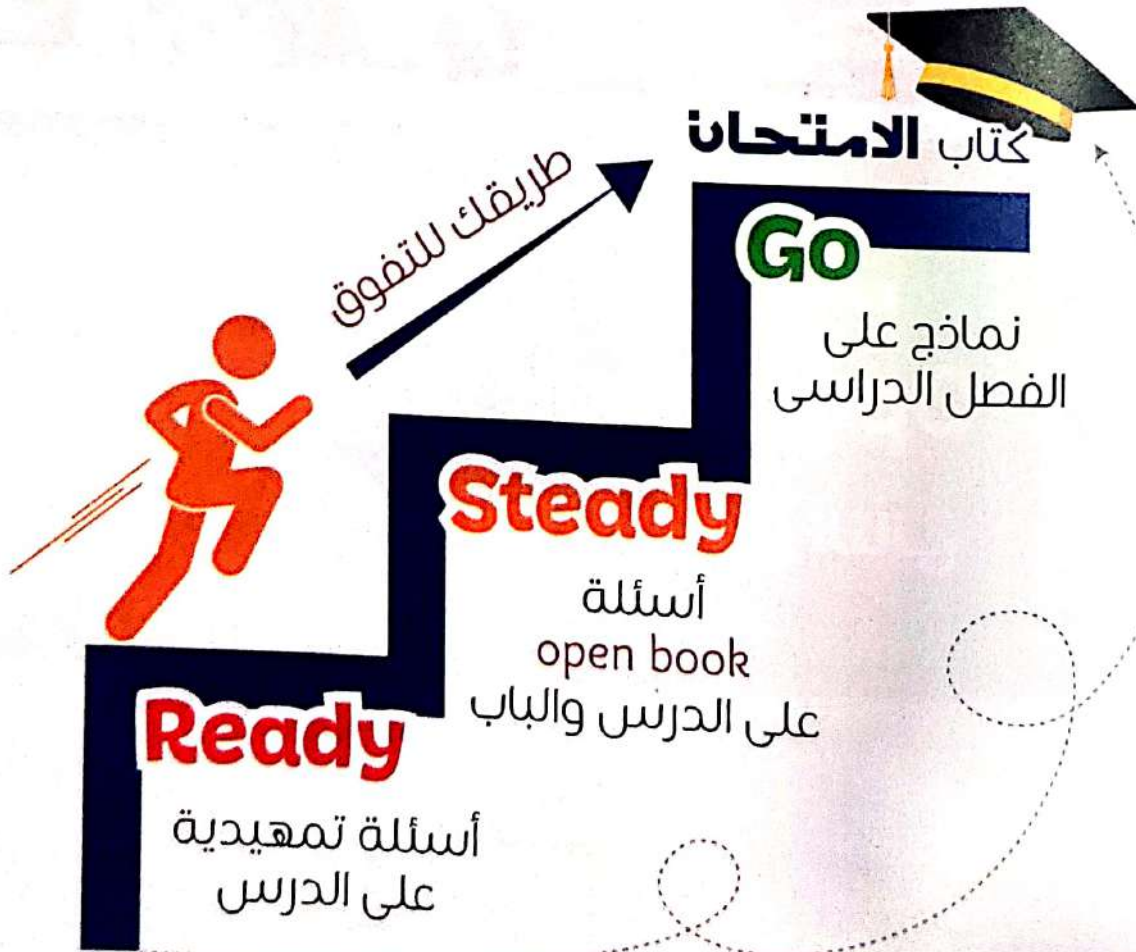 كتاب الامتحان
طريقك للتفوق
Go
نماذج على
الفصل الدراسى
Steady
أسئلة
open book
على الدرس والباب
Ready
أسئلة تمهيدية
على الدرس